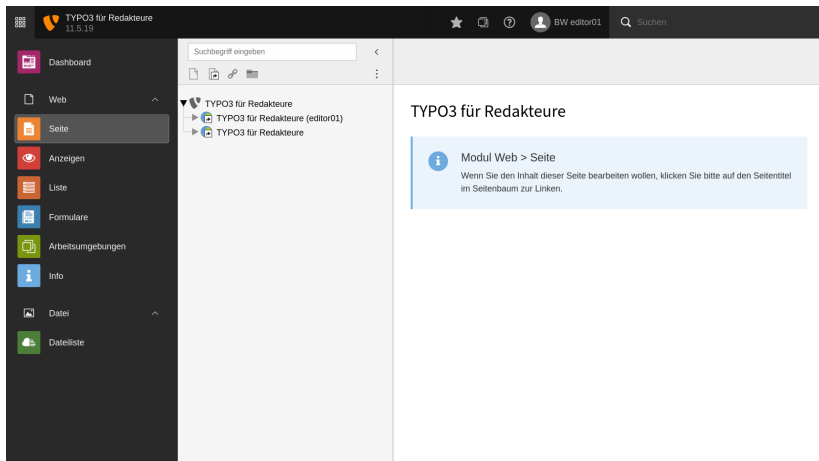 TYPO3 für Redakteure
11.5.19
BW editor01
Suchen
Dashboard
Web
Seite
Anzeigen
Liste
Formulare
Arbeitsumgebungen
Info
Datei
Dateiliste
Suchbegriff eingeben
TYPO3 für Redakteure
TYPO3 für Redakteure (editor01)
TYPO3 für Redakteure
TYPO3 für Redakteure
Modul Web > Seite
Wenn Sie den Inhalt dieser Seite bearbeiten wollen, klicken Sie bitte auf den Seitentitel
im Seitenbaum zur Linken.